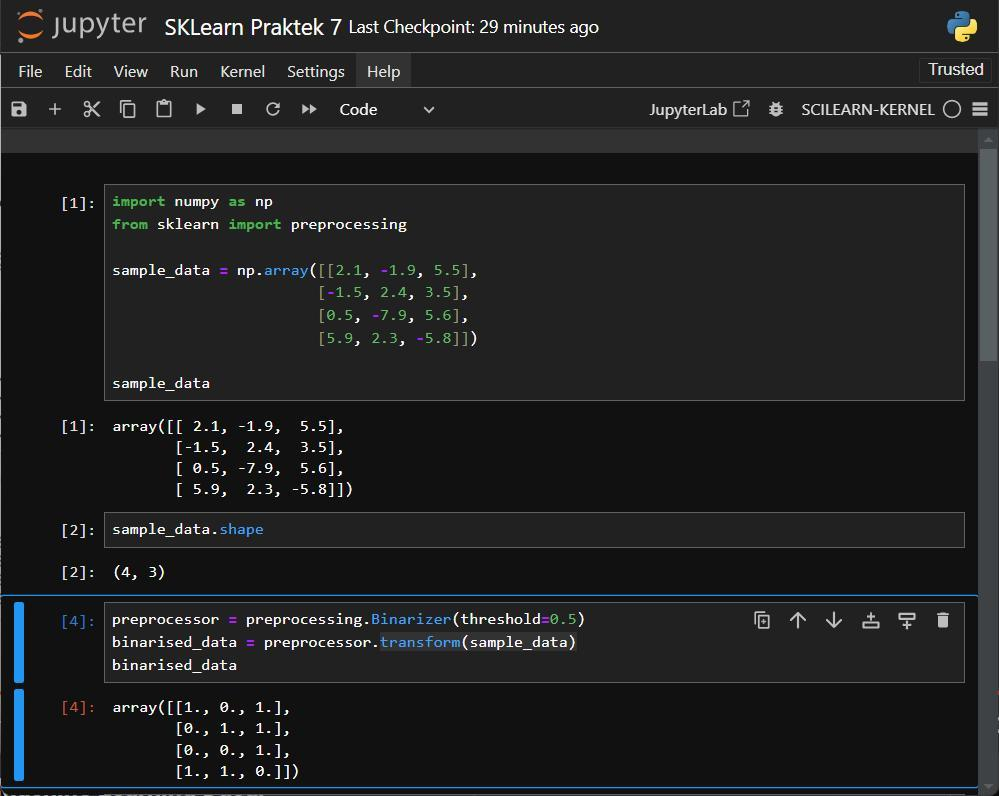 jupyter SKLearn Praktek 7 Last Checkpoint: 29 minutes ago
File Edit View Run Kernel Settings Help Trusted
Code JupyterLab SCILEARN-KERNEL
[1]: import numpy as np
from sklearn import preprocessing
sample_data = np.array([[2.1, -1.9, 5.5],
[-1.5, 2.4, 3.5],
[0.5, -7.9, 5.6],
[5.9, 2.3, -5.8]])
sample_data
[1]: array([[ 2.1, -1.9,  5.5],
[-1.5,  2.4,  3.5],
[ 0.5, -7.9,  5.6],
[ 5.9,  2.3, -5.8]])
[2]: sample_data.shape
[2]: (4, 3)
[4]: preprocessor = preprocessing.Binarizer(threshold=0.5)
binarised_data = preprocessor.transform(sample_data)
binarised_data
[4]: array([[1., 0., 1.],
[0., 1., 1.],
[0., 0., 1.],
[1., 1., 0.]])